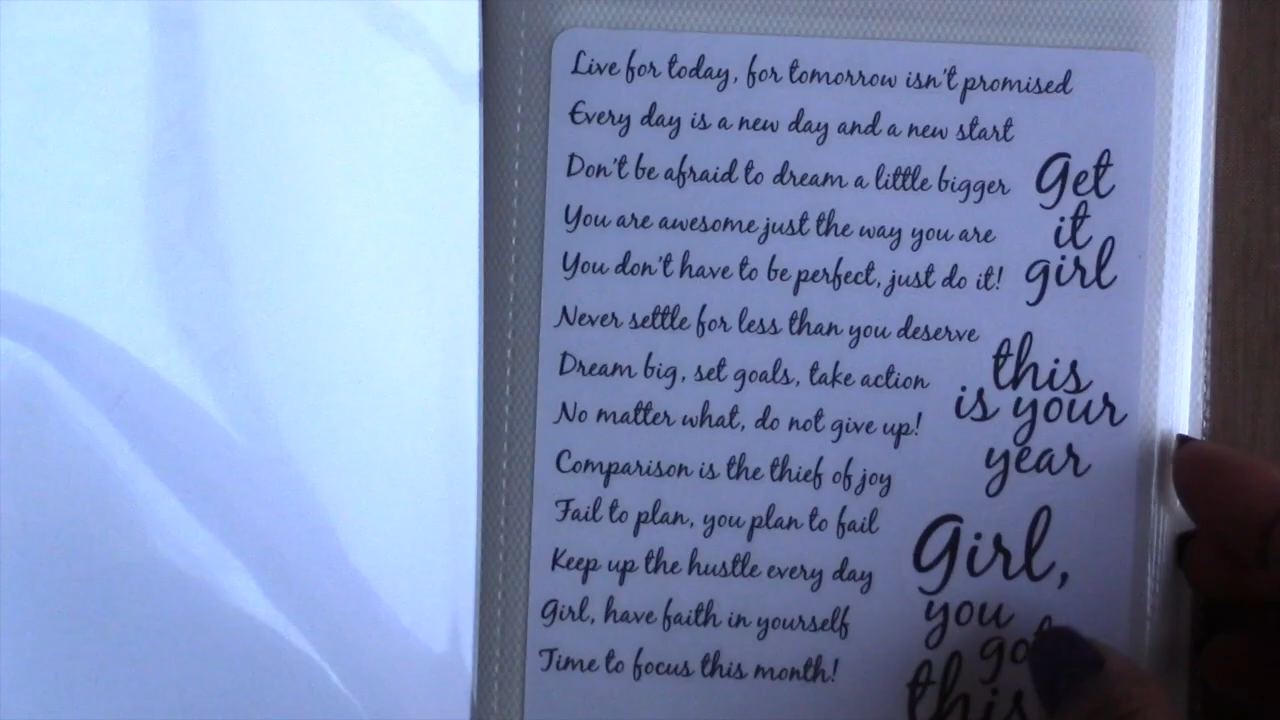 Live for today, for tomorrow isn't promised
Every day is a new day and a new start
Don't be afraid to dream a little bigger
You are awesome just the way you are
You don't have to be perfect, just do it!
Never settle for less than you deserve
Dream big, set goals, take action
No matter what, do not give up!
Comparison is the thief of joy
Fail to plan, you plan to fail
Keep up the hustle every day
Girl, have faith in yourself
Time to focus this month!
get
it
girl
this
is your
year
Girl,
you
got
this